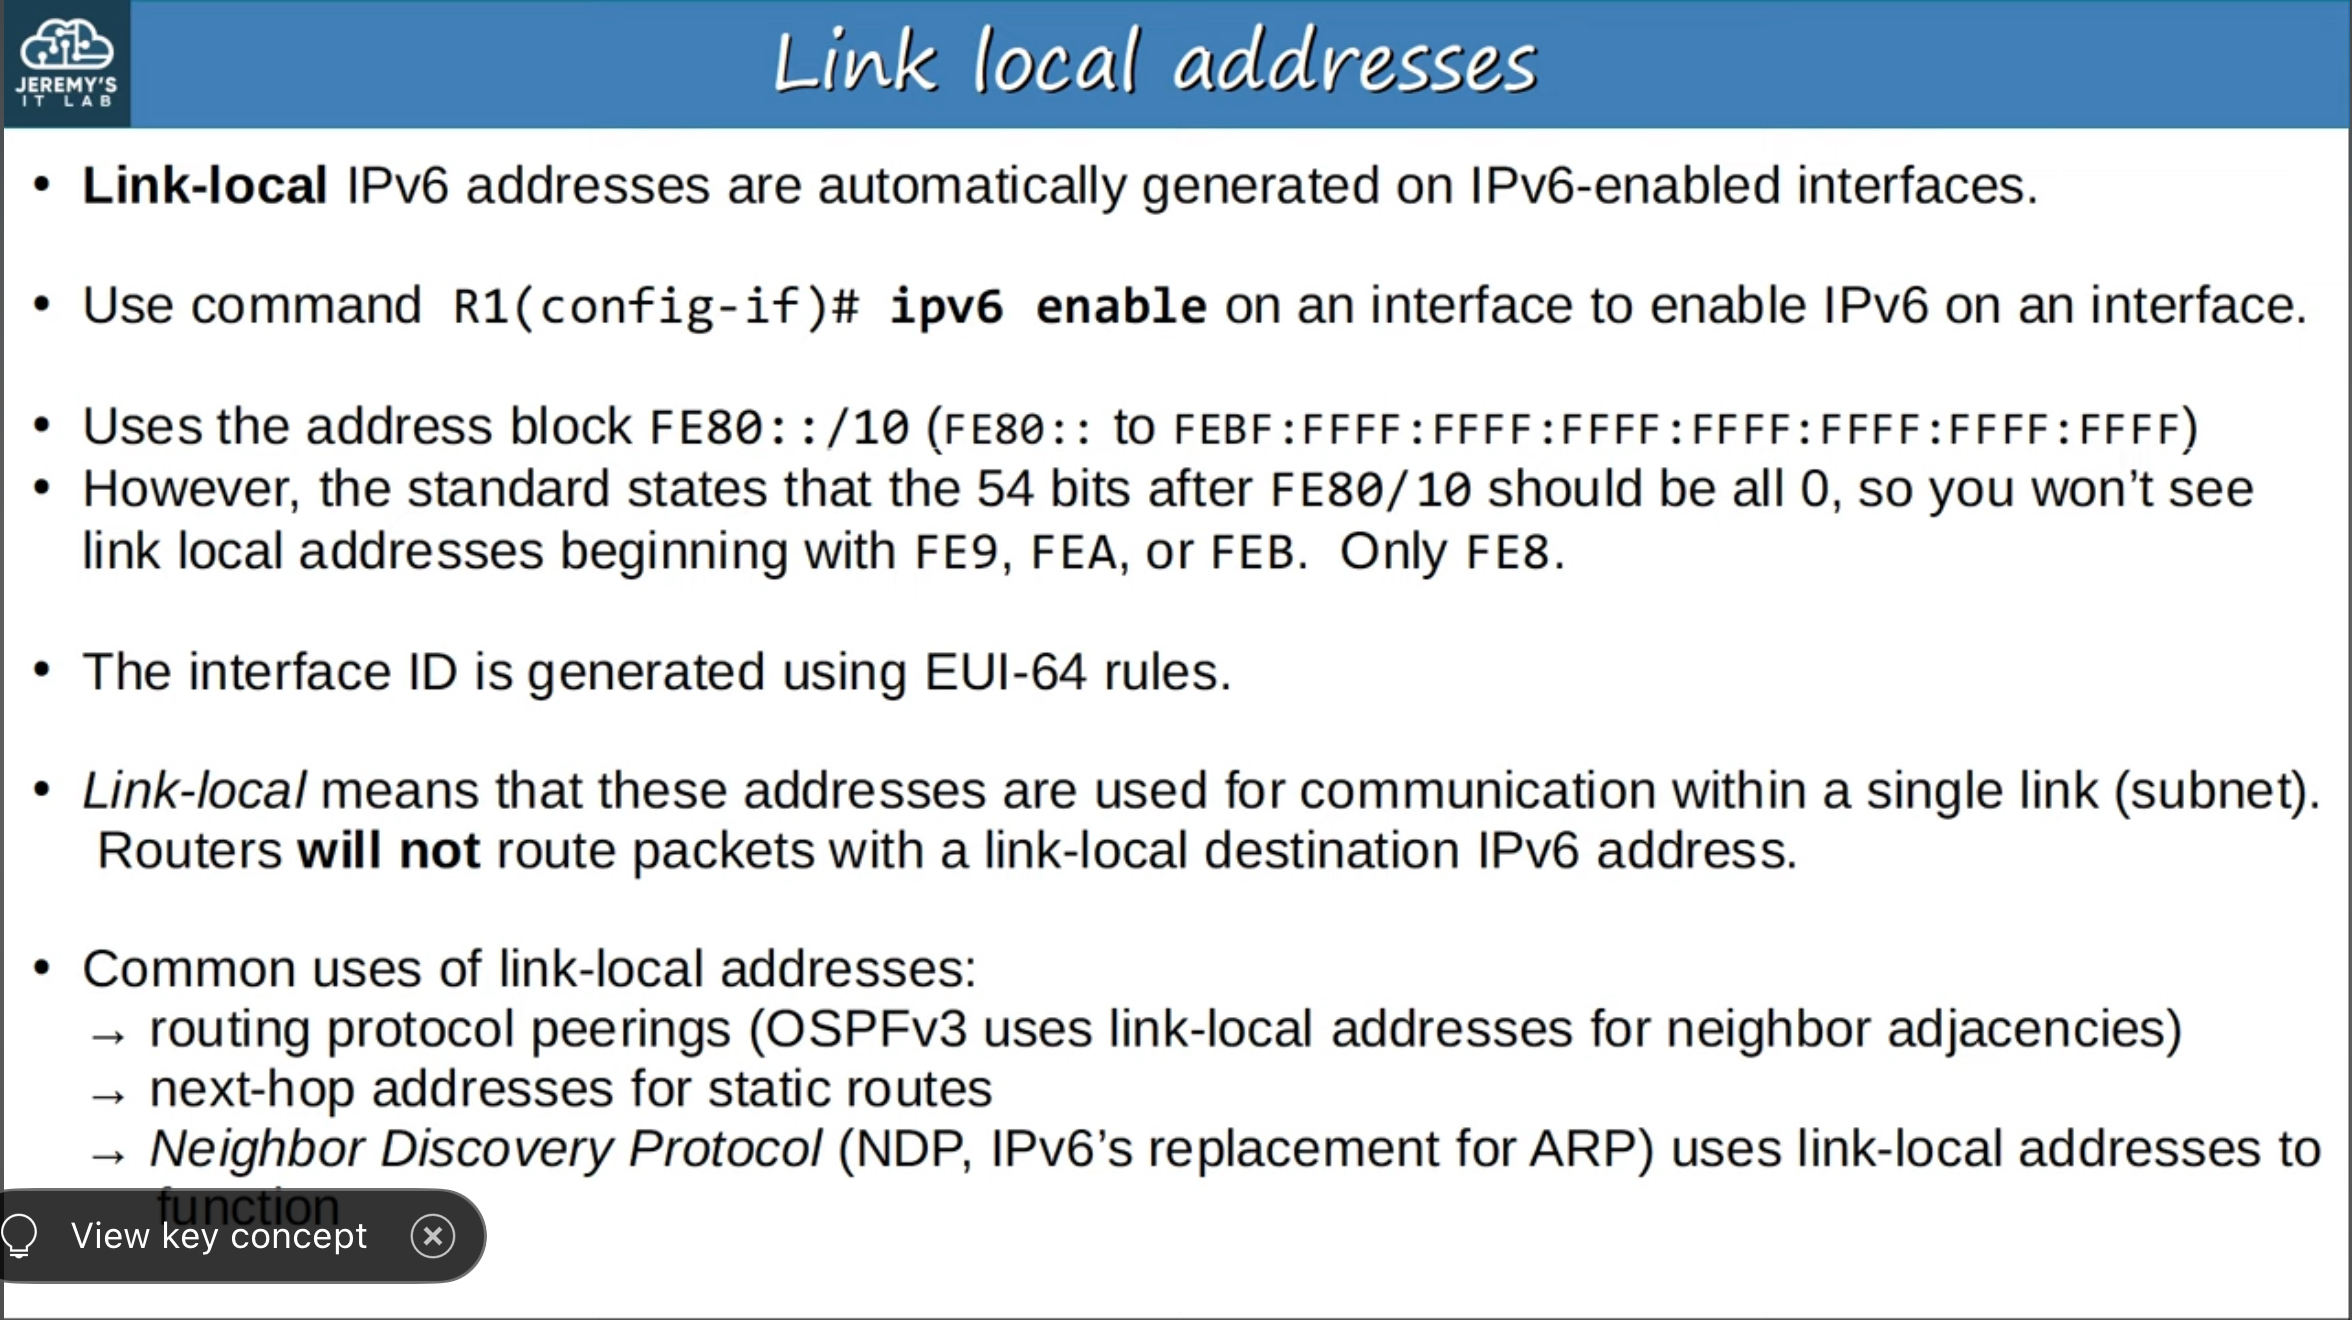 JEREMY'S
IT LAB
Link local addresses
• Link-local IPv6 addresses are automatically generated on IPv6-enabled interfaces.
• Use command R1(config-if)# ipv6 enable on an interface to enable IPv6 on an interface.
• Uses the address block FE80::/10 (FE80:: to FEBF:FFFF:FFFF:FFFF:FFFF:FFFF:FFFF:FFFF)
• However, the standard states that the 54 bits after FE80/10 should be all 0, so you won’t see
link local addresses beginning with FE9, FEA, or FEB. Only FE8.
• The interface ID is generated using EUI-64 rules.
• Link-local means that these addresses are used for communication within a single link (subnet).
Routers will not route packets with a link-local destination IPv6 address.
• Common uses of link-local addresses:
→ routing protocol peerings (OSPFv3 uses link-local addresses for neighbor adjacencies)
→ next-hop addresses for static routes
→ Neighbor Discovery Protocol (NDP, IPv6’s replacement for ARP) uses link-local addresses to
function
View key concept